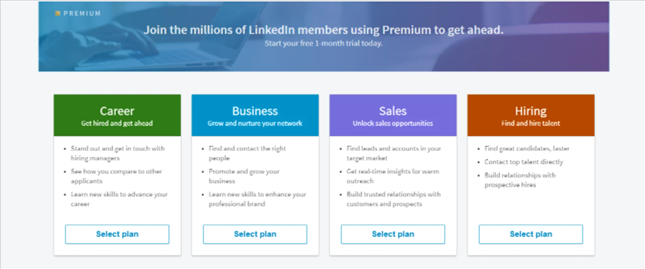 PREMIUM
Join the millions of LinkedIn members using Premium to get ahead.
Start your free 1-month trial today.
Career
Get hired and get ahead
Stand out and get in touch with
hiring managers
See how you compare to other
applicants
Learn new skills to advance your
career
Select plan
Business
Grow and nurture your network
Find and contact the right
people
Promote and grow your
business
Learn new skills to enhance your
professional brand
Select plan
Sales
Unlock sales opportunities
Find leads and accounts in your
target market
Get real-time insights for warm
outreach
Build trusted relationships with
customers and prospects
Select plan
Hiring
Find and hire talent
Find great candidates, faster
Contact top talent directly
Build relationships with
prospective hires
Select plan